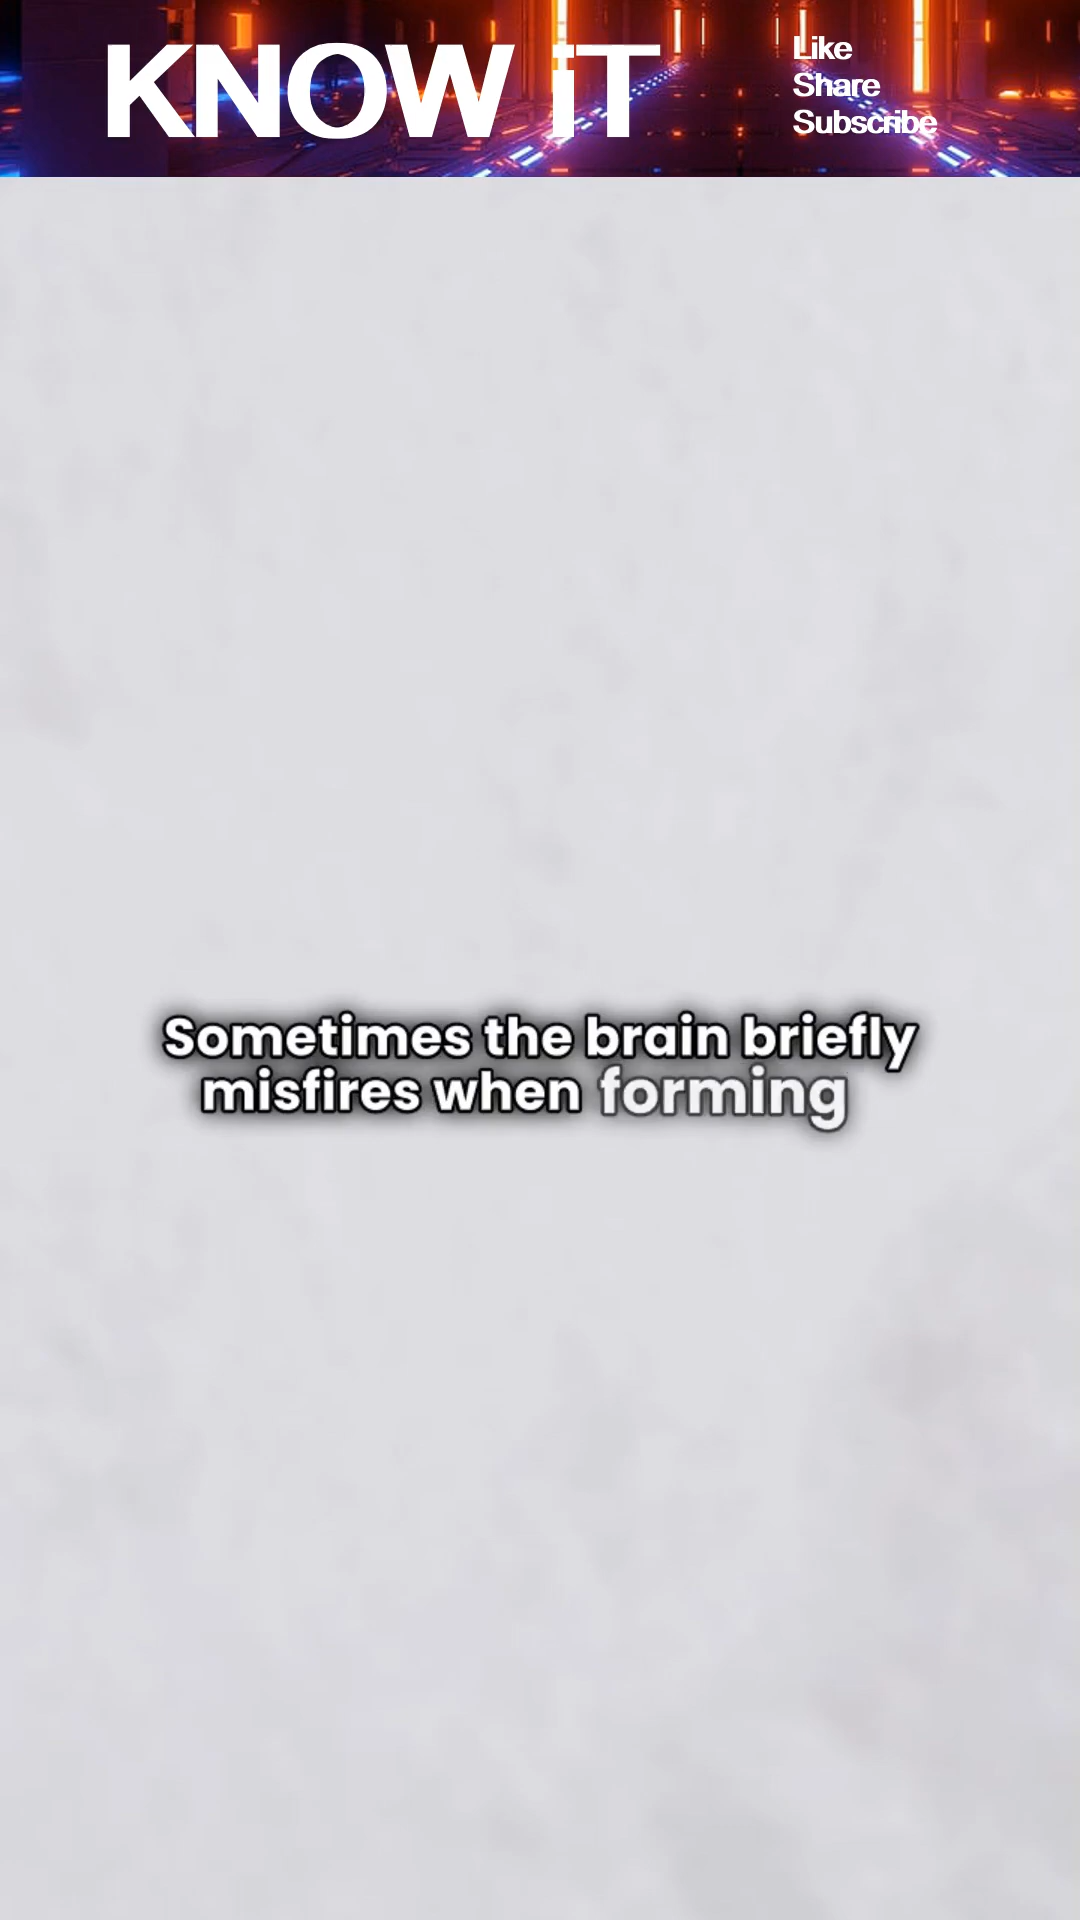 KNOW iT
Like
Share
Subscribe
Sometimes the brain briefly
misfires when forming